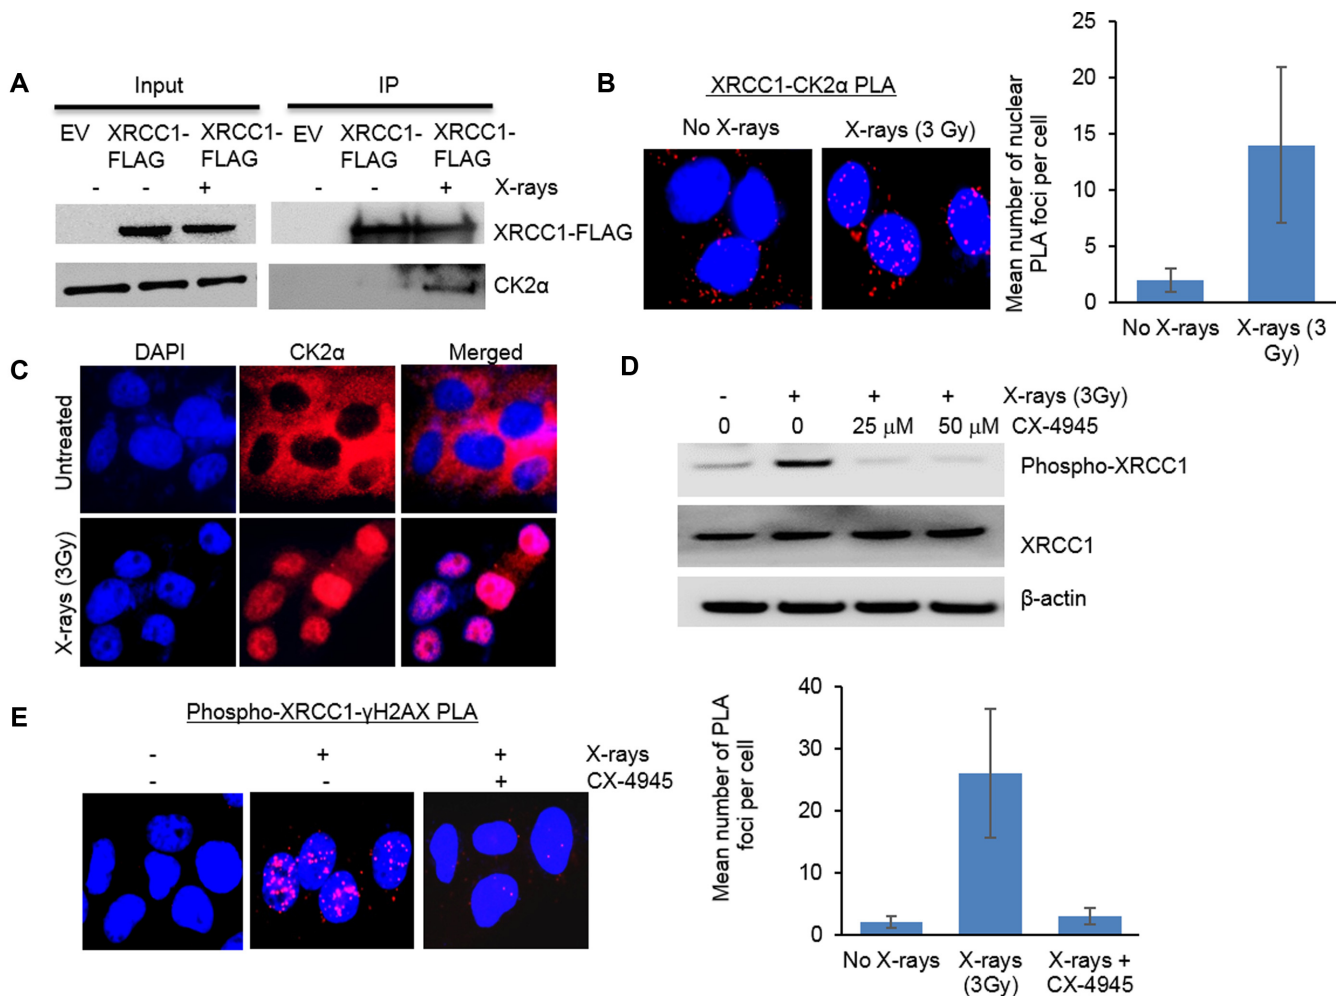 A
Input
IP
EV
XRCC1-
FLAG
XRCC1-
FLAG
EV
XRCC1-
FLAG
XRCC1-
FLAG
- - + - - + X-rays
XRCC1-FLAG
CK2α
B
XRCC1-CK2α PLA
No X-rays
X-rays (3 Gy)
Mean number of nuclear
PLA foci per cell
25
20
15
10
5
0
No X-rays
X-rays (3
Gy)
C
DAPI
CK2α
Merged
Untreated
X-rays (3Gy)
D
- + + + X-rays (3Gy)
0 0 25 μM 50 μM CX-4945
Phospho-XRCC1
XRCC1
β-actin
E
Phospho-XRCC1-γH2AX PLA
- + + X-rays
- - + CX-4945
Mean number of PLA
foci per cell
40
30
20
10
0
No X-rays
X-rays
(3Gy)
X-rays +
CX-4945